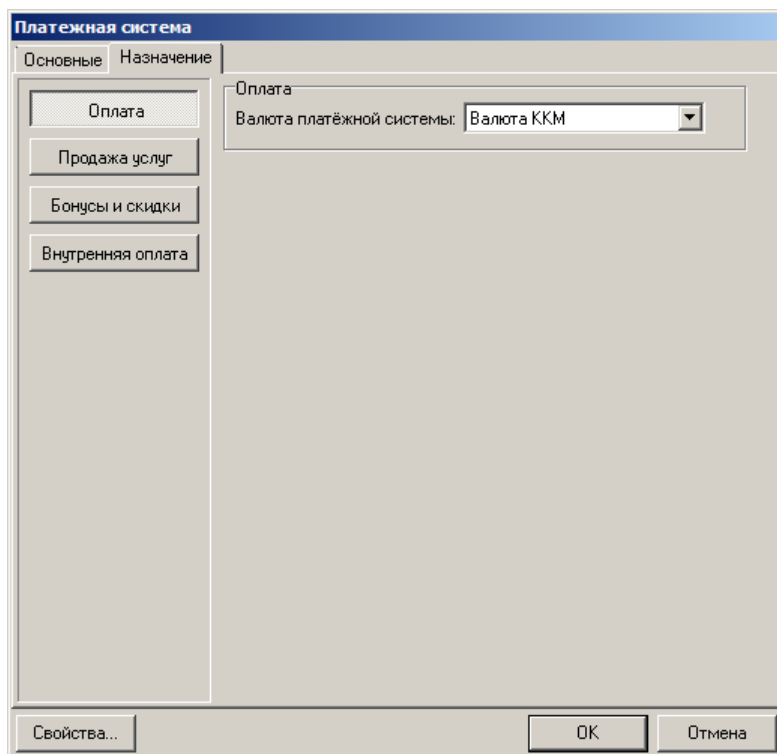 Платежная система
Основные Назначение
Оплата
Продажа услуг
Бонусы и скидки
Внутренняя оплата
Оплата
Валюта платёжной системы: Валюта ККМ
Свойства... OK Отмена